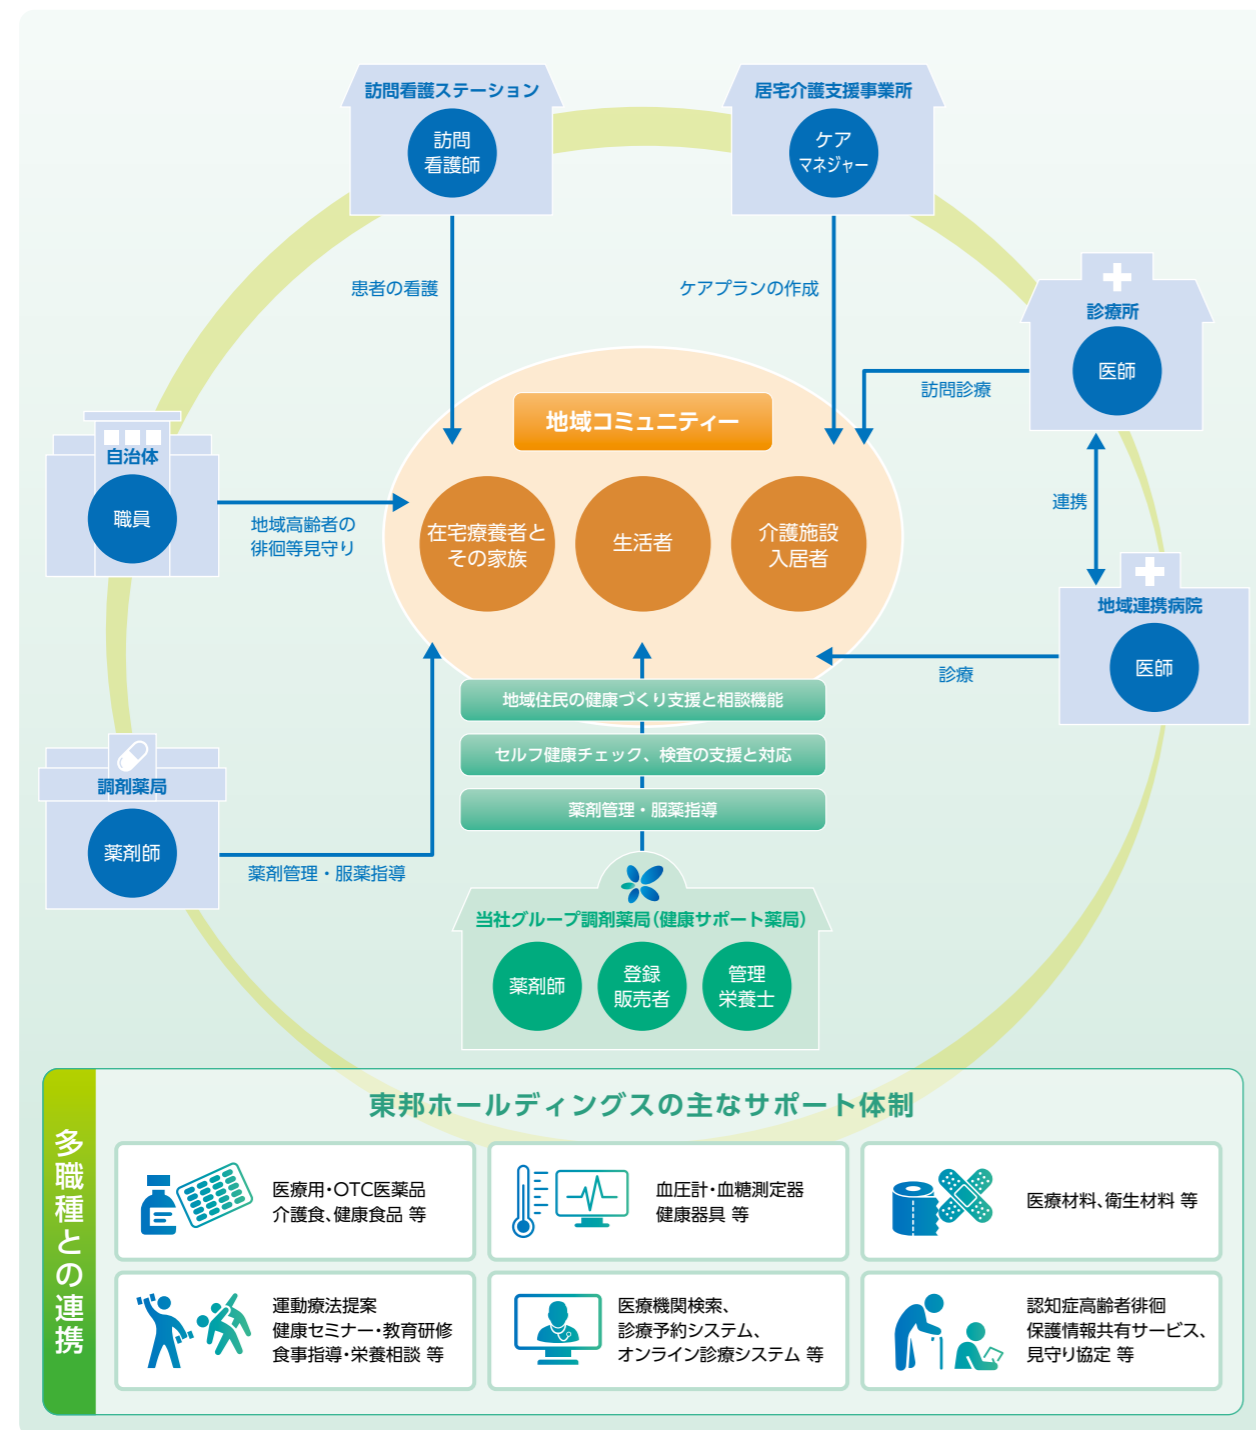 訪問看護ステーション
訪問
看護師
居宅介護支援事業所
ケア
マネジャー
患者の看護
ケアプランの作成
診療所
医師
訪問診療
地域コミュニティー
自治体
職員
地域高齢者の
徘徊等見守り
在宅療養者と
その家族
生活者
介護施設
入居者
連携
地域連携病院
医師
診療
地域住民の健康づくり支援と相談機能
セルフ健康チェック、検査の支援と対応
薬剤管理・服薬指導
調剤薬局
薬剤師
薬剤管理・服薬指導
当社グループ調剤薬局（健康サポート薬局）
薬剤師
登録
販売者
管理
栄養士
多職種との連携
東邦ホールディングスの主なサポート体制
医療用・OTC医薬品
介護食、健康食品 等
血圧計・血糖測定器
健康器具 等
医療材料、衛生材料 等
運動療法提案
健康セミナー・教育研修
食事指導・栄養相談 等
医療機関検索、
診療予約システム、
オンライン診療システム 等
認知症高齢者徘徊
保護情報共有サービス、
見守り協定 等